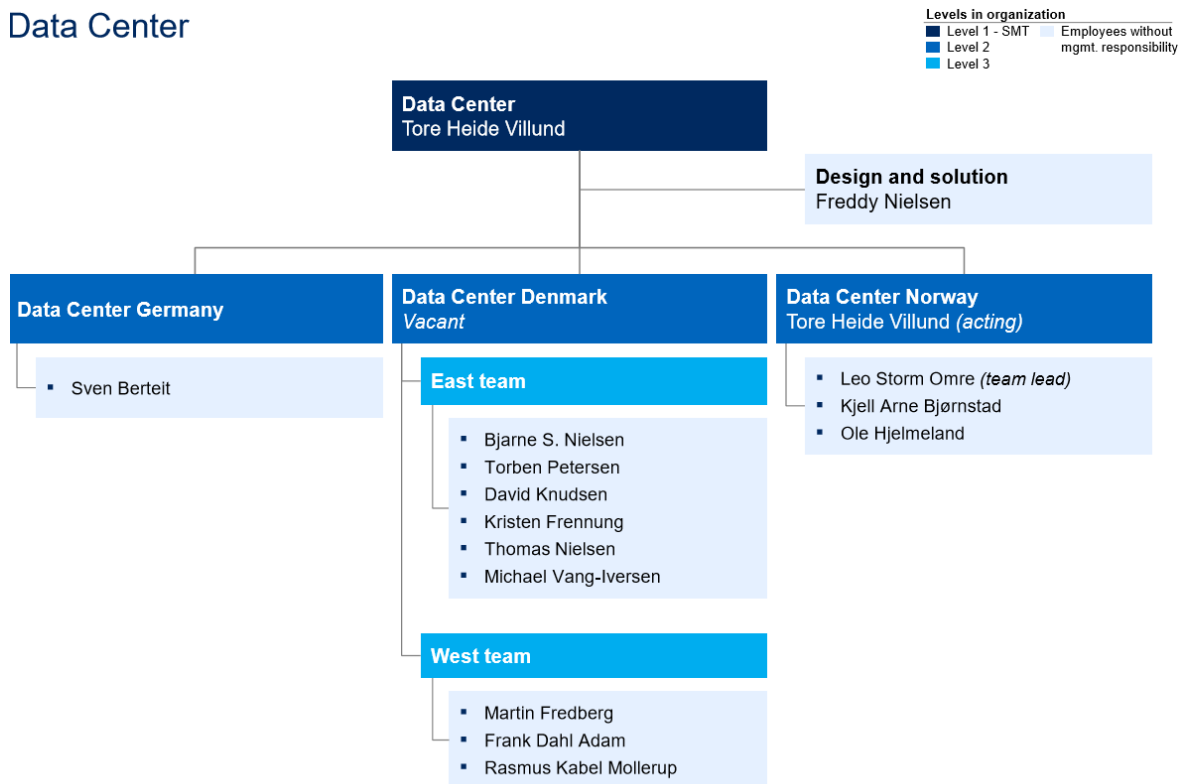 Data Center
Levels in organization
Level 1 - SMT
Level 2
Level 3
Employees without
mgmt. responsibility
Data Center
Tore Heide Villund
Design and solution
Freddy Nielsen
Data Center Germany
▪ Sven Berteit
Data Center Denmark
Vacant
East team
▪ Bjarne S. Nielsen
▪ Torben Petersen
▪ David Knudsen
▪ Kristen Frennung
▪ Thomas Nielsen
▪ Michael Vang-Iversen
West team
▪ Martin Fredberg
▪ Frank Dahl Adam
▪ Rasmus Kabel Mollerup
Data Center Norway
Tore Heide Villund (acting)
▪ Leo Storm Omre (team lead)
▪ Kjell Arne Bjørnstad
▪ Ole Hjelmeland